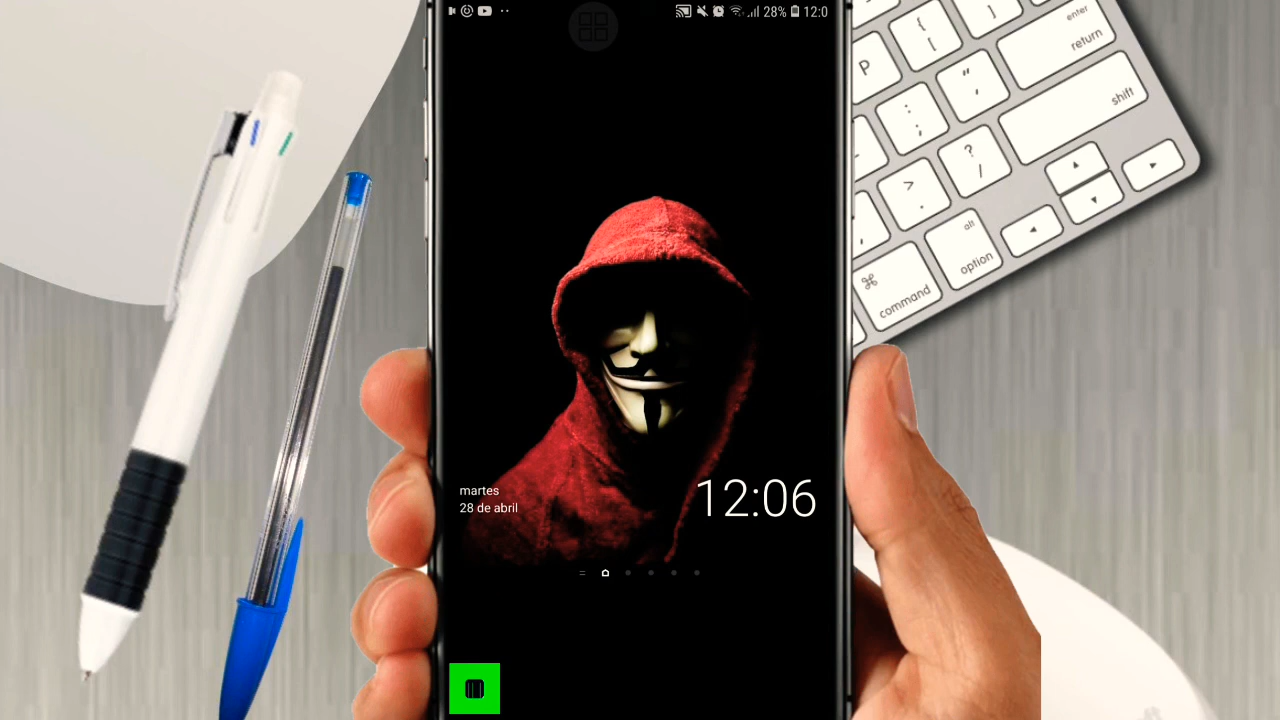 28% 12:0
martes
28 de abril
12:06
enter
return
shift
alt
option
command
P
{
[
]
"
'
:
;
?
/
>
.